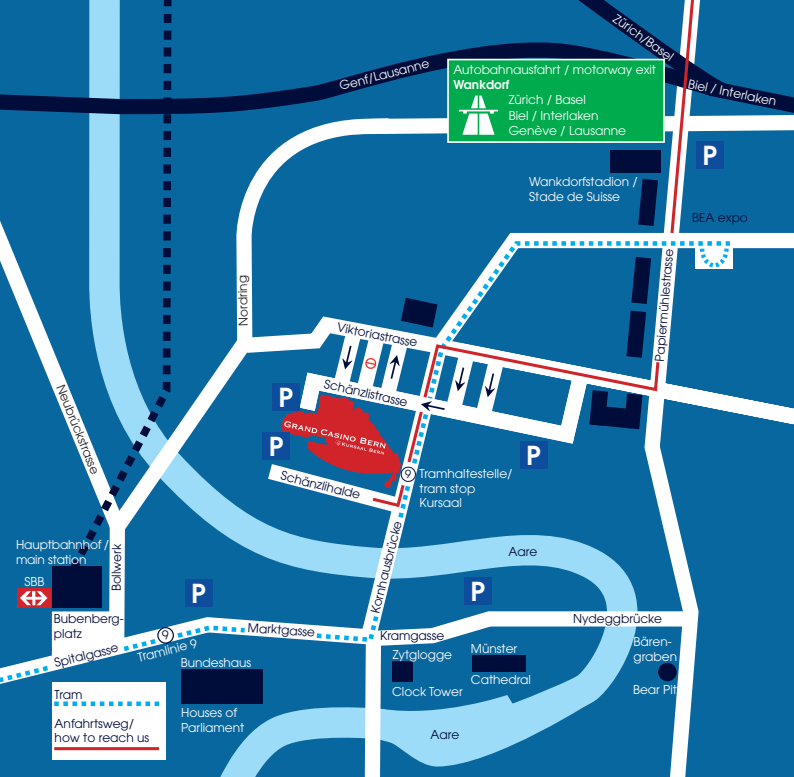 Zürich/Basel
Genf/Lausanne
Biel / Interlaken
Autobahnausfahrt / motorway exit
Wankdorf
Zürich / Basel
Biel / Interlaken
Genève / Lausanne
P
Wankdorfstadion /
Stade de Suisse
BEA expo
Papiermühlestrasse
Nordring
Viktoriastrasse
Schänzlistrasse
P
GRAND CASINO BERN
KURSAAL BERN
P
P
Neubrückstrasse
Schänzlihalde
9
Tramhaltestelle/
tram stop
Kursaal
Kornhausbrücke
Hauptbahnhof /
main station
SBB
Bollwerk
Aare
P
P
Bubenberg-
platz
Spitalgasse
9
Tramlinie 9
Marktgasse
Kramgasse
Nydeggbrücke
Bundeshaus
Houses of
Parliament
Zytglogge
Clock Tower
Münster
Cathedral
Bären-
graben
Bear Pit
Aare
Tram
Anfahrtsweg/
how to reach us